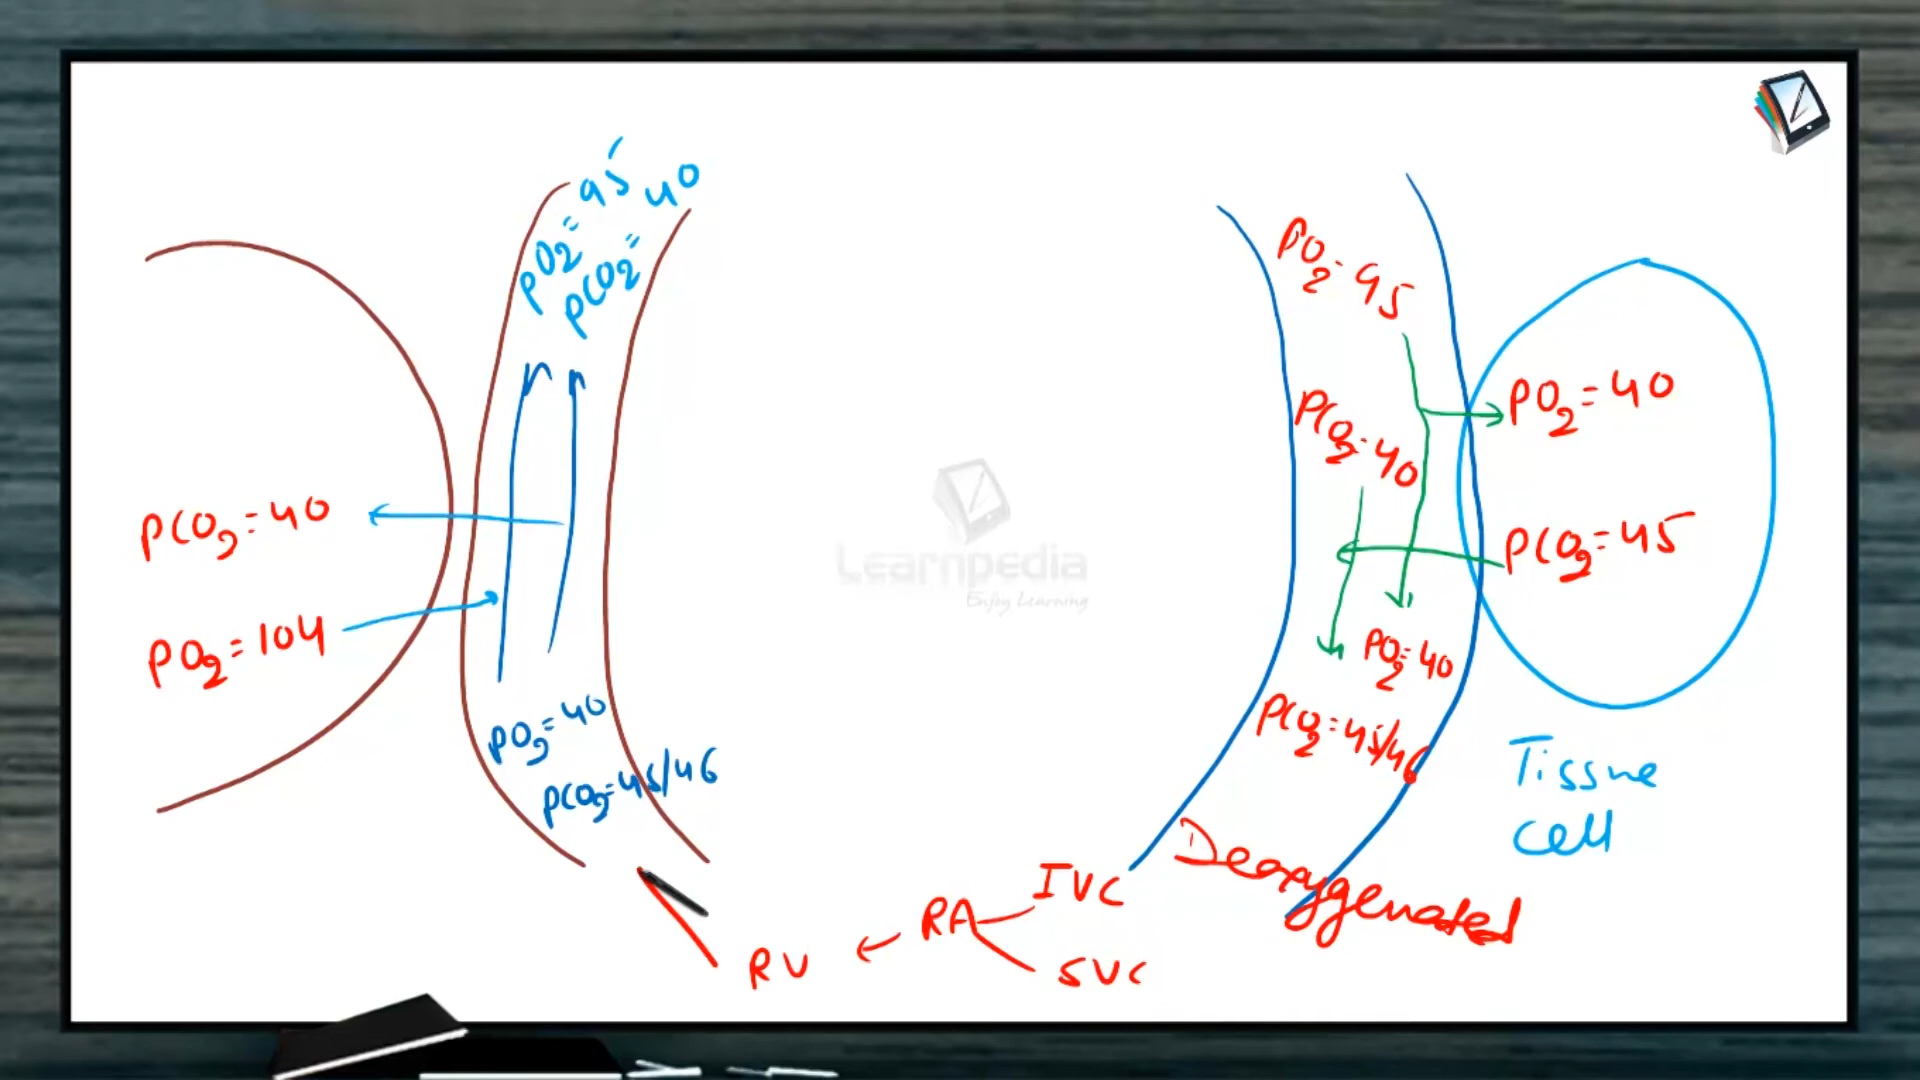 PO2 = 95
PCO2 = 40
PCO2 = 40
PO2 = 104
PO2 = 40
PCO2 = 45/46
Learnpedia
Enjoy Learning
PO2 = 95
PCO2 = 40
PO2 = 40
PCO2 = 45
PO2 = 40
PCO2 = 45/46
Tissue
Cell
Deoxygenated
IVC
RA
SVC
RV